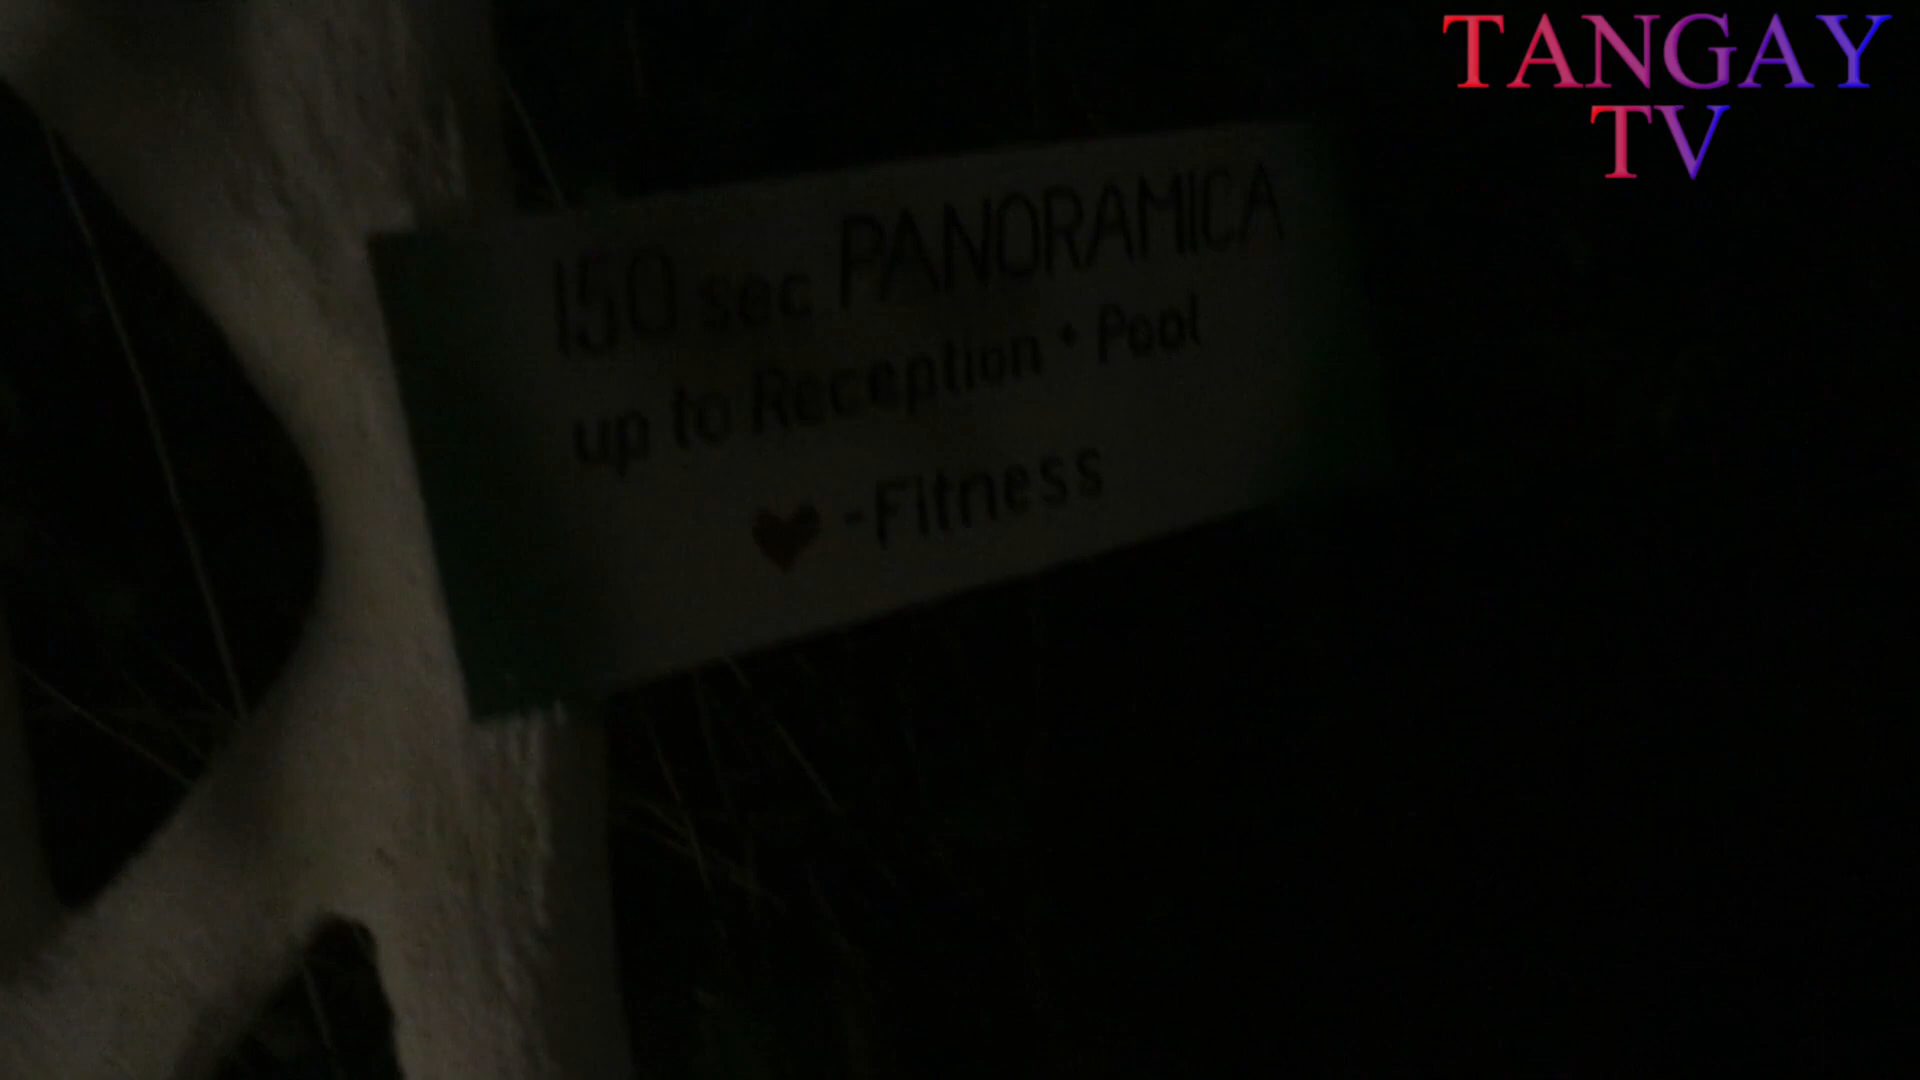 TANGAY
TV
150 sec PANORAMICA
up to Reception + Pool
♥-Fitness